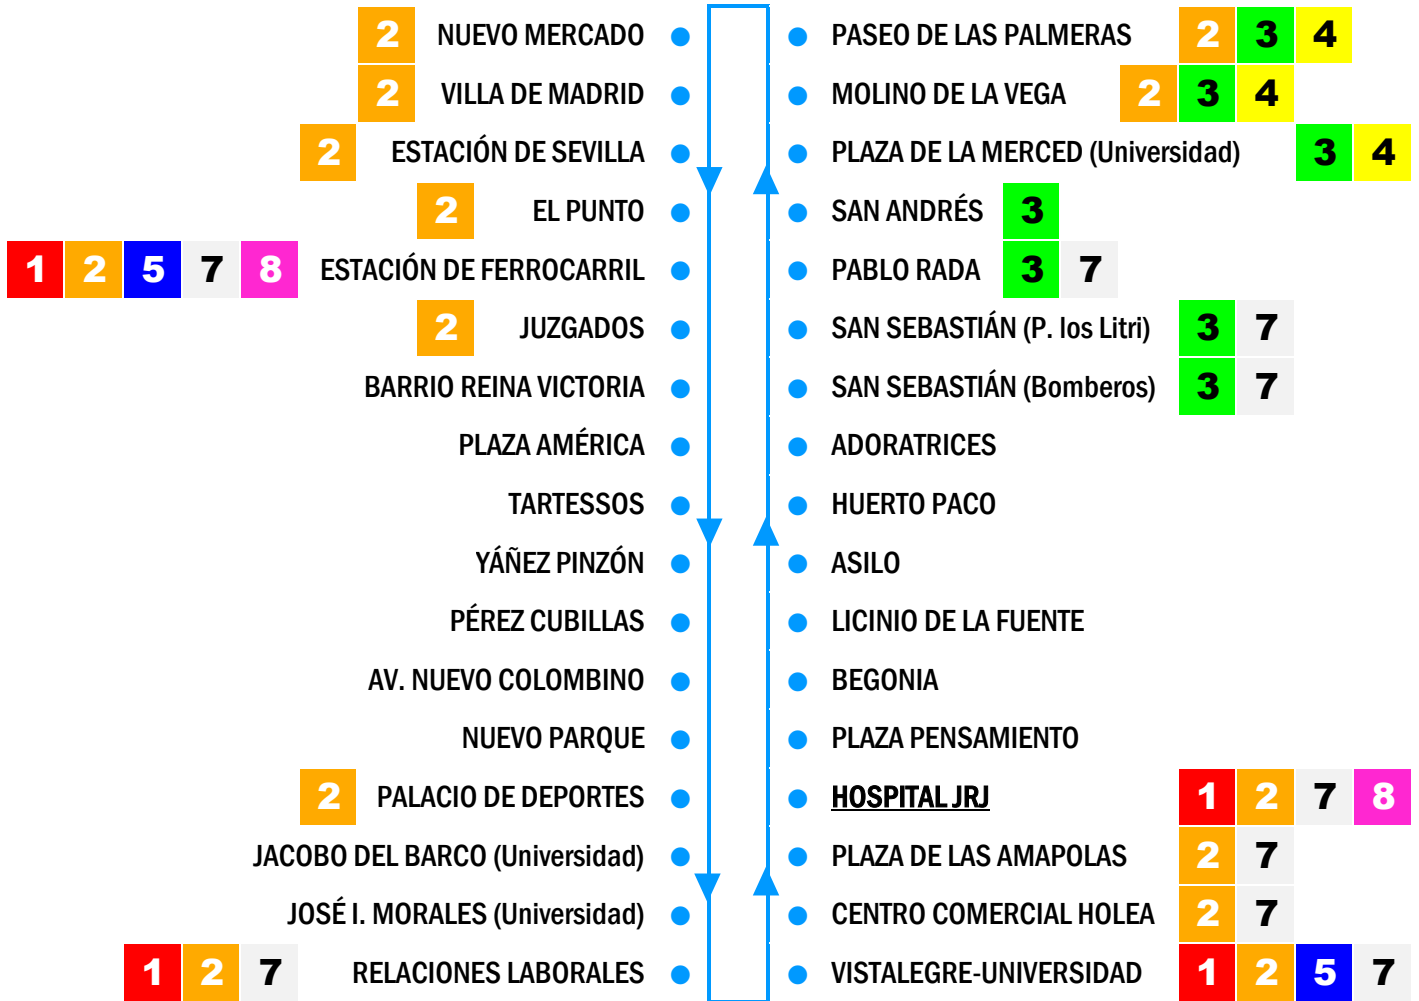 2 NUEVO MERCADO
2 VILLA DE MADRID
2 ESTACIÓN DE SEVILLA
2 EL PUNTO
1 2 5 7 8 ESTACIÓN DE FERROCARRIL
2 JUZGADOS
BARRIO REINA VICTORIA
PLAZA AMÉRICA
TARTESSOS
YÁÑEZ PINZÓN
PÉREZ CUBILLAS
AV. NUEVO COLOMBINO
NUEVO PARQUE
2 PALACIO DE DEPORTES
JACOBO DEL BARCO (Universidad)
JOSÉ I. MORALES (Universidad)
1 2 7 RELACIONES LABORALES
PASEO DE LAS PALMERAS 2 3 4
MOLINO DE LA VEGA 2 3 4
PLAZA DE LA MERCED (Universidad) 3 4
SAN ANDRÉS 3
PABLO RADA 3 7
SAN SEBASTIÁN (P. los Litri) 3 7
SAN SEBASTIÁN (Bomberos) 3 7
ADORATRICES
HUERTO PACO
ASILO
LICINIO DE LA FUENTE
BEGONIA
PLAZA PENSAMIENTO
HOSPITAL JRJ 1 2 7 8
PLAZA DE LAS AMAPOLAS 2 7
CENTRO COMERCIAL HOLEA 2 7
VISTALEGRE-UNIVERSIDAD 1 2 5 7